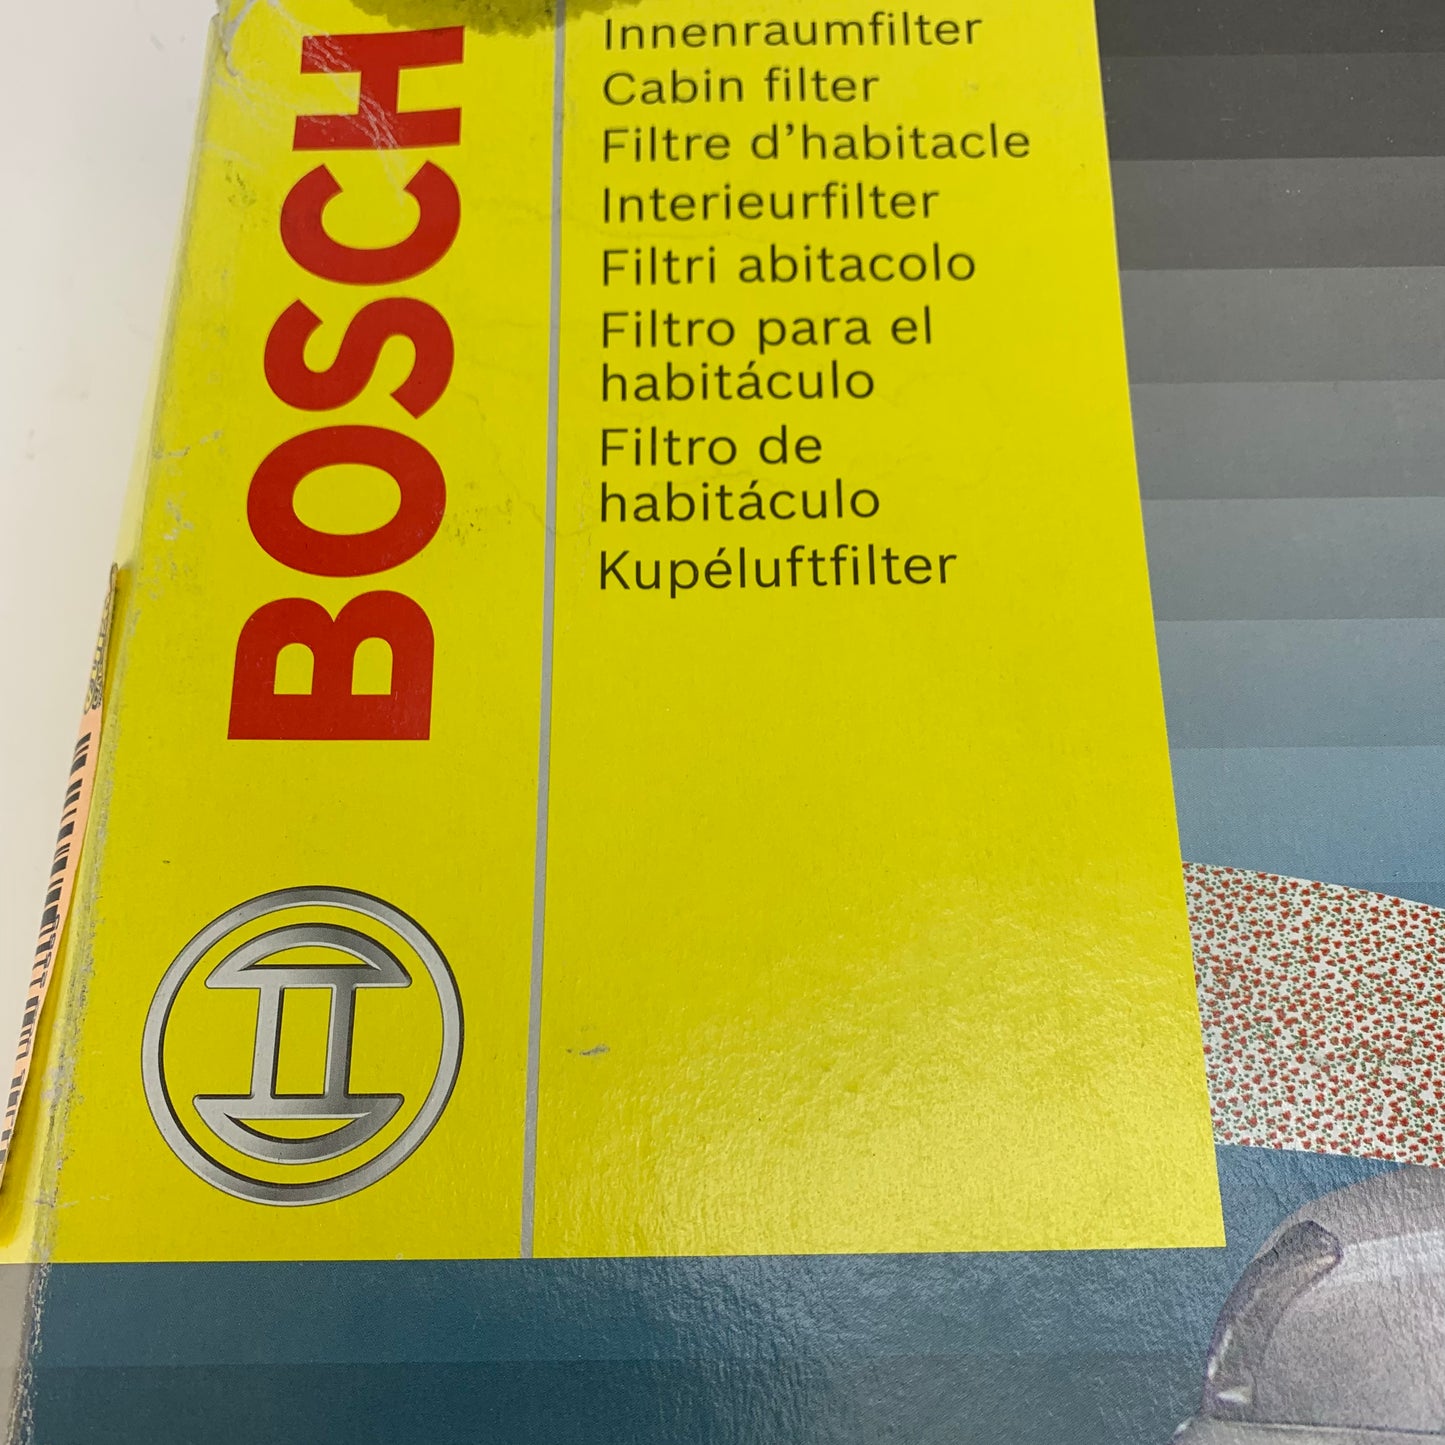 BOSCH
Innenraumfilter
Cabin filter
Filtre d'habitacle
Interieurfilter
Filtri abitacolo
Filtro para el
habitáculo
Filtro de
habitáculo
Kupéluftfilter